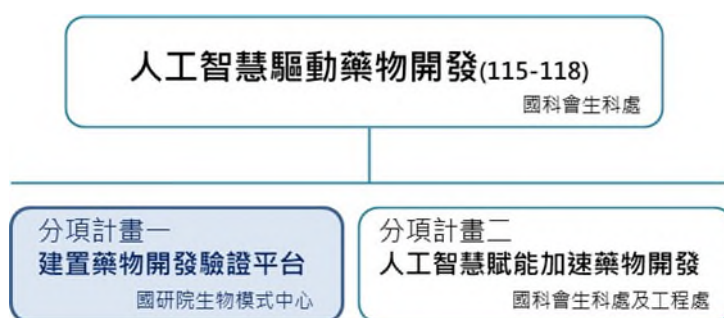 人工智慧驅動藥物開發(115-118)
國科會生科處
分項計畫一
建置藥物開發驗證平台
國研院生物模式中心
分項計畫二
人工智慧賦能加速藥物開發
國科會生科處及工程處